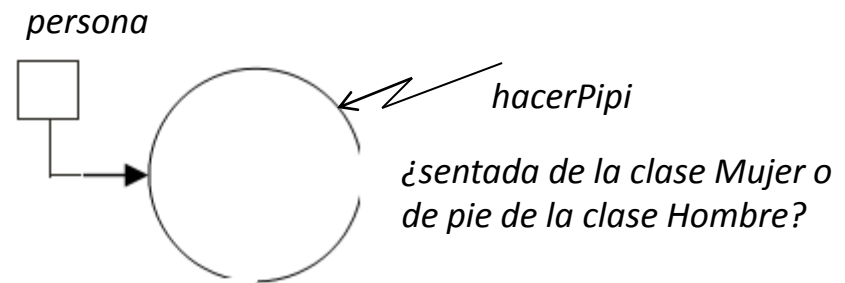 persona
hacerPipi
¿sentada de la clase Mujer o
de pie de la clase Hombre?